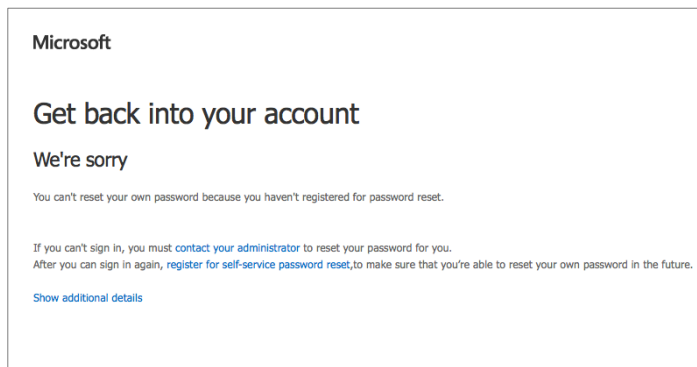 Microsoft
Get back into your account
We're sorry
You can't reset your own password because you haven't registered for password reset.
If you can't sign in, you must contact your administrator to reset your password for you.
After you can sign in again, register for self-service password reset,to make sure that you're able to reset your own password in the future.
Show additional details